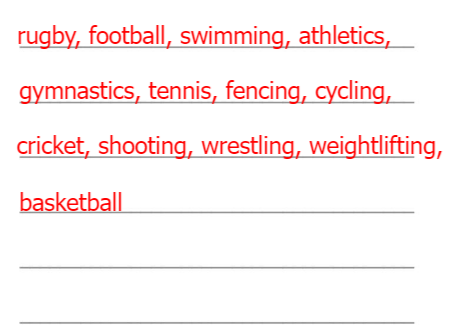 rugby, football, swimming, athletics,
gymnastics, tennis, fencing, cycling,
cricket, shooting, wrestling, weightlifting,
basketball